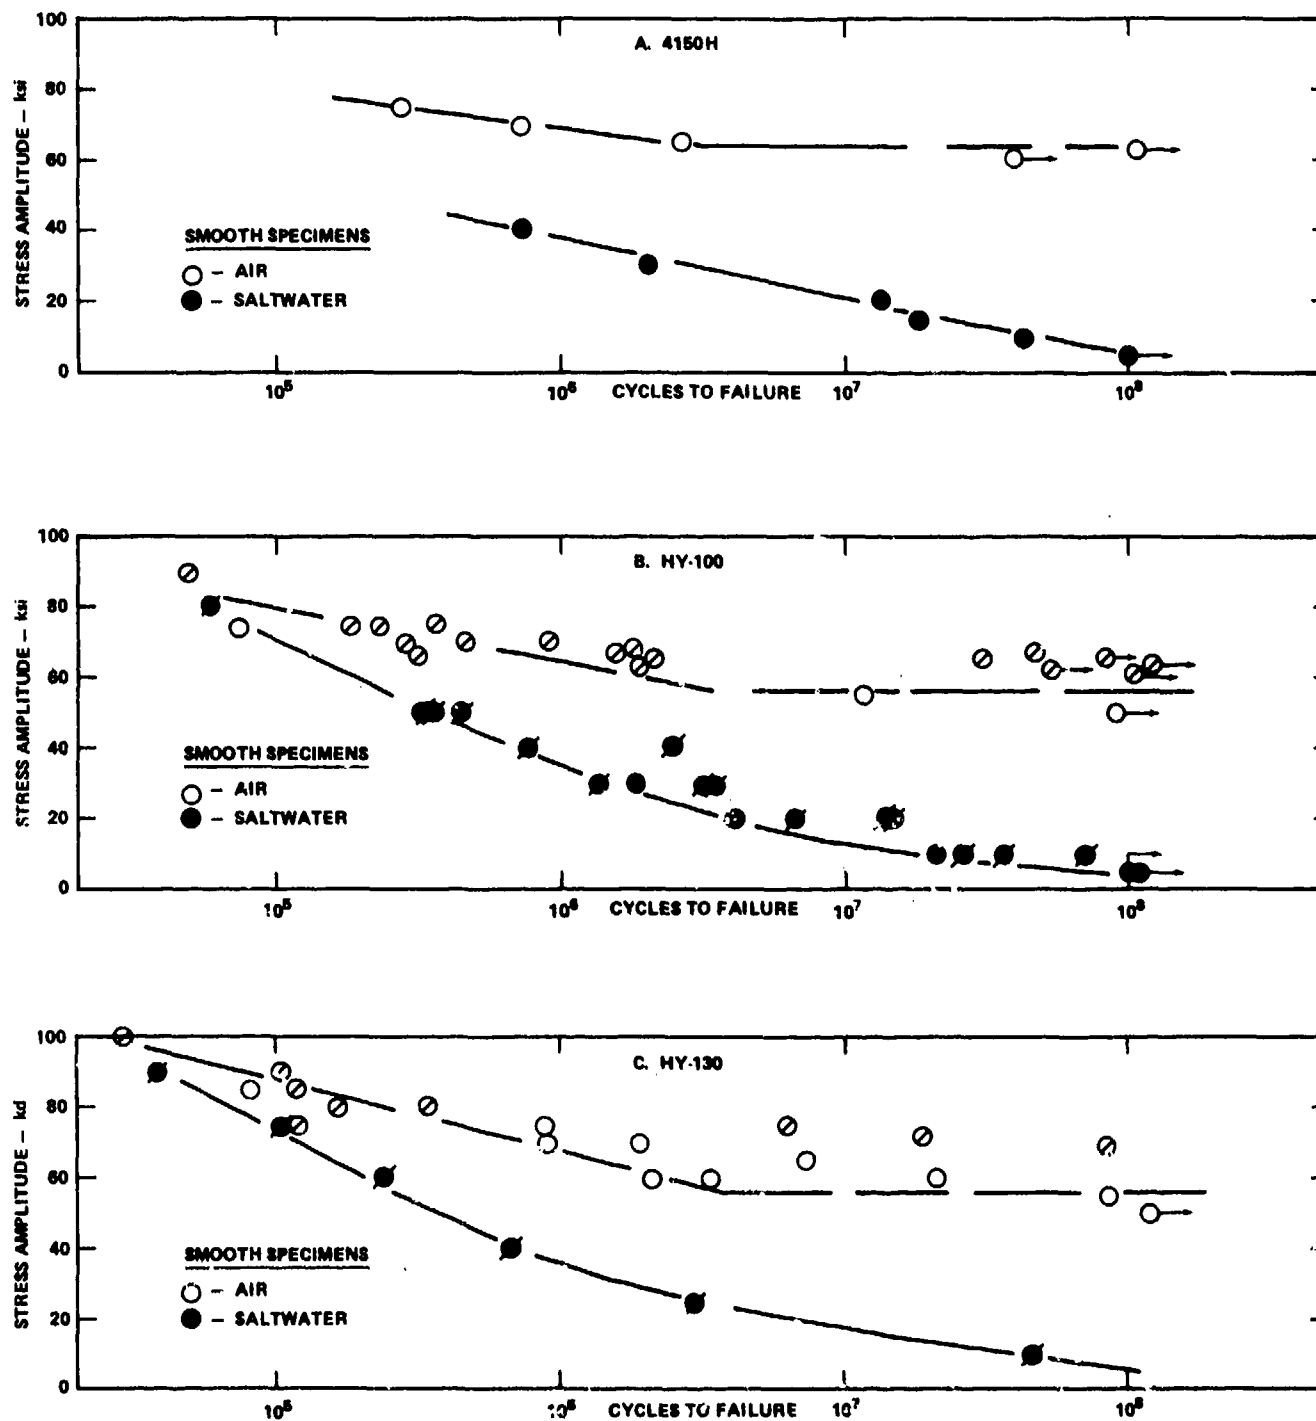 A. 4150H
STRESS AMPLITUDE – ksi
100
80
60
40
20
0
SMOOTH SPECIMENS
○ – AIR
● – SALTWATER
10⁵
10⁶
10⁷
10⁸
CYCLES TO FAILURE
B. HY-100
STRESS AMPLITUDE – ksi
100
80
60
40
20
0
SMOOTH SPECIMENS
○ – AIR
● – SALTWATER
10⁵
10⁶
10⁷
10⁸
CYCLES TO FAILURE
C. HY-130
STRESS AMPLITUDE – kd
100
80
60
40
20
0
SMOOTH SPECIMENS
○ – AIR
● – SALTWATER
10⁵
10⁶
10⁷
10⁸
CYCLES TO FAILURE